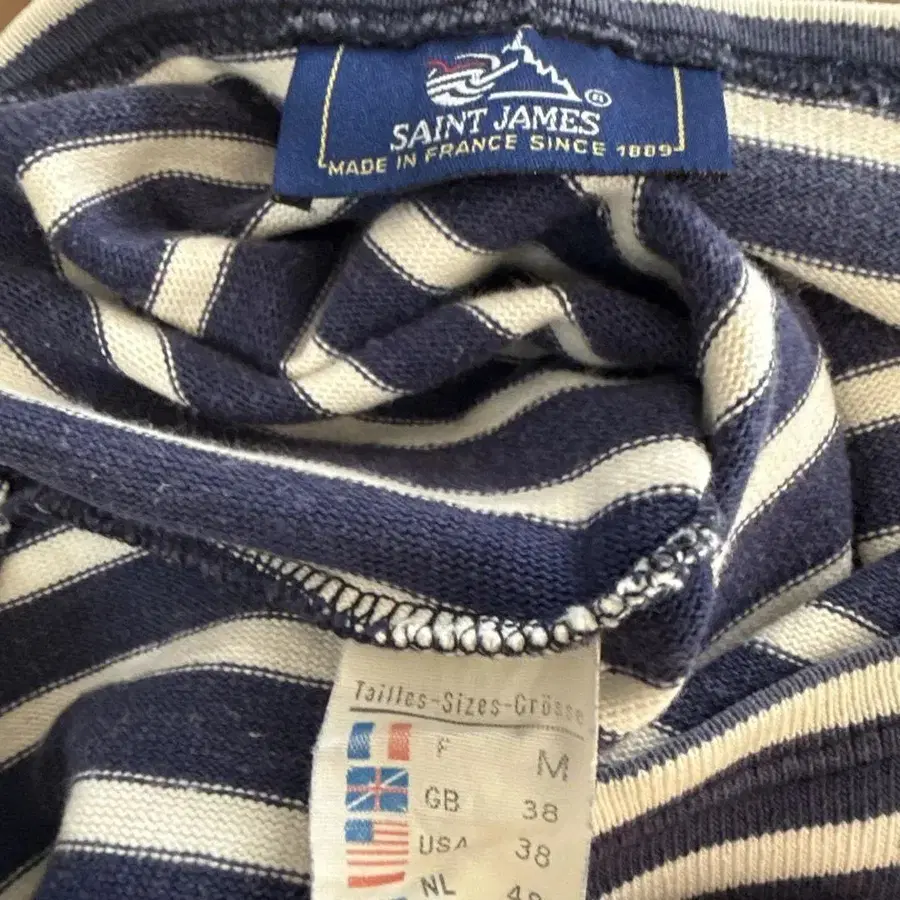 SAINT JAMES
MADE IN FRANCE SINCE 1889
Tailles-Sizes-Grösse
F M
GB 38
USA 38
NL